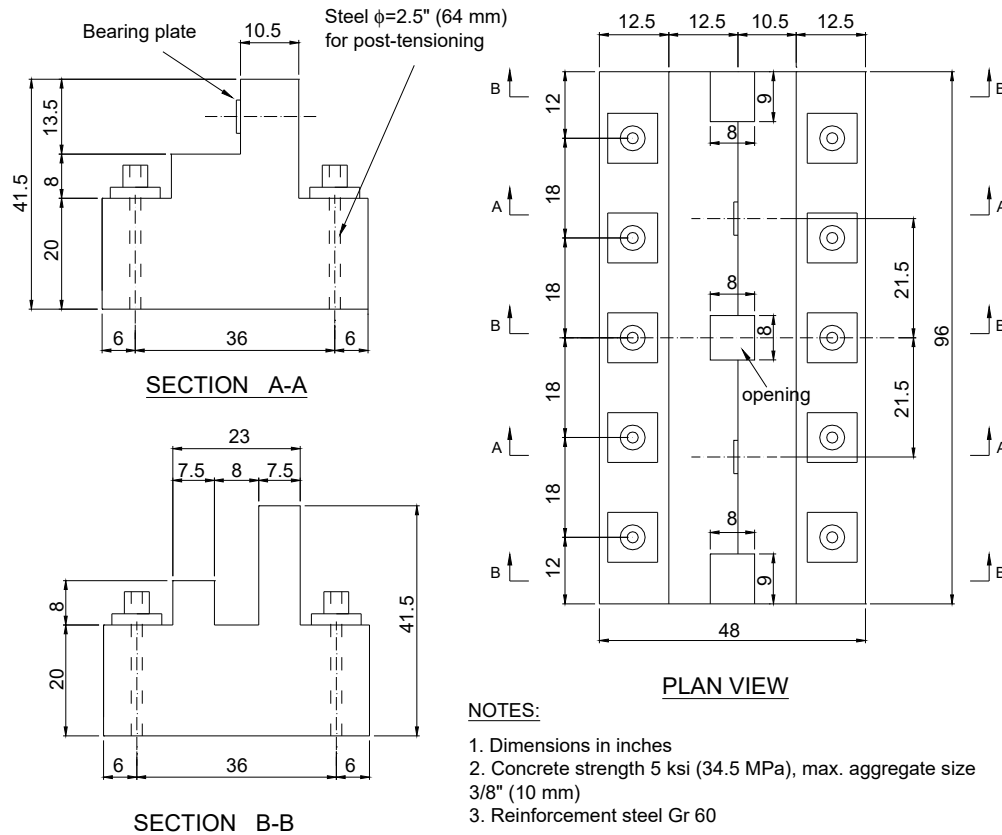 Bearing plate
Steel ϕ=2.5" (64 mm)
for post-tensioning
10.5
41.5
13.5
8
20
6
36
6
SECTION A-A
23
7.5
8
7.5
8
20
41.5
6
36
6
SECTION B-B
12.5
12.5
10.5
12.5
B
B
12
9
8
18
A
A
18
8
21.5
B
B
8
96
opening
18
21.5
A
A
18
8
B
B
12
9
48
PLAN VIEW
NOTES:
1. Dimensions in inches
2. Concrete strength 5 ksi (34.5 MPa), max. aggregate size
3/8" (10 mm)
3. Reinforcement steel Gr 60